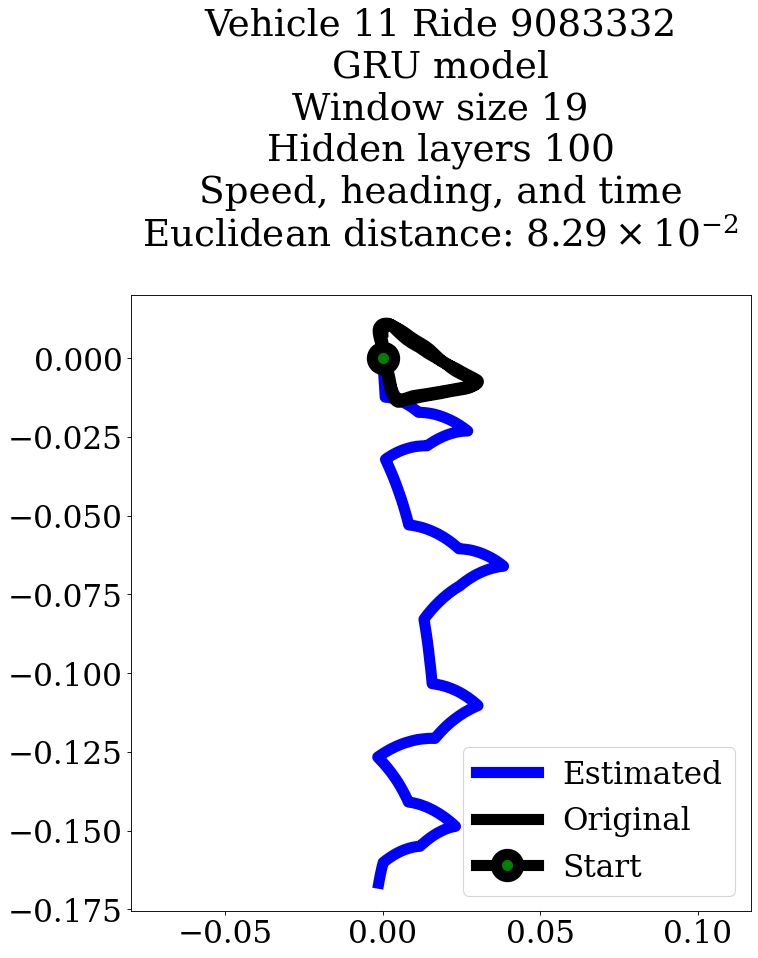 Vehicle 11 Ride 9083332
GRU model
Window size 19
Hidden layers 100
Speed, heading, and time
Euclidean distance: 8.29 × 10⁻²
0.000
−0.025
−0.050
−0.075
−0.100
−0.125
−0.150
−0.175
Estimated
Original
Start
−0.05 0.00 0.05 0.10